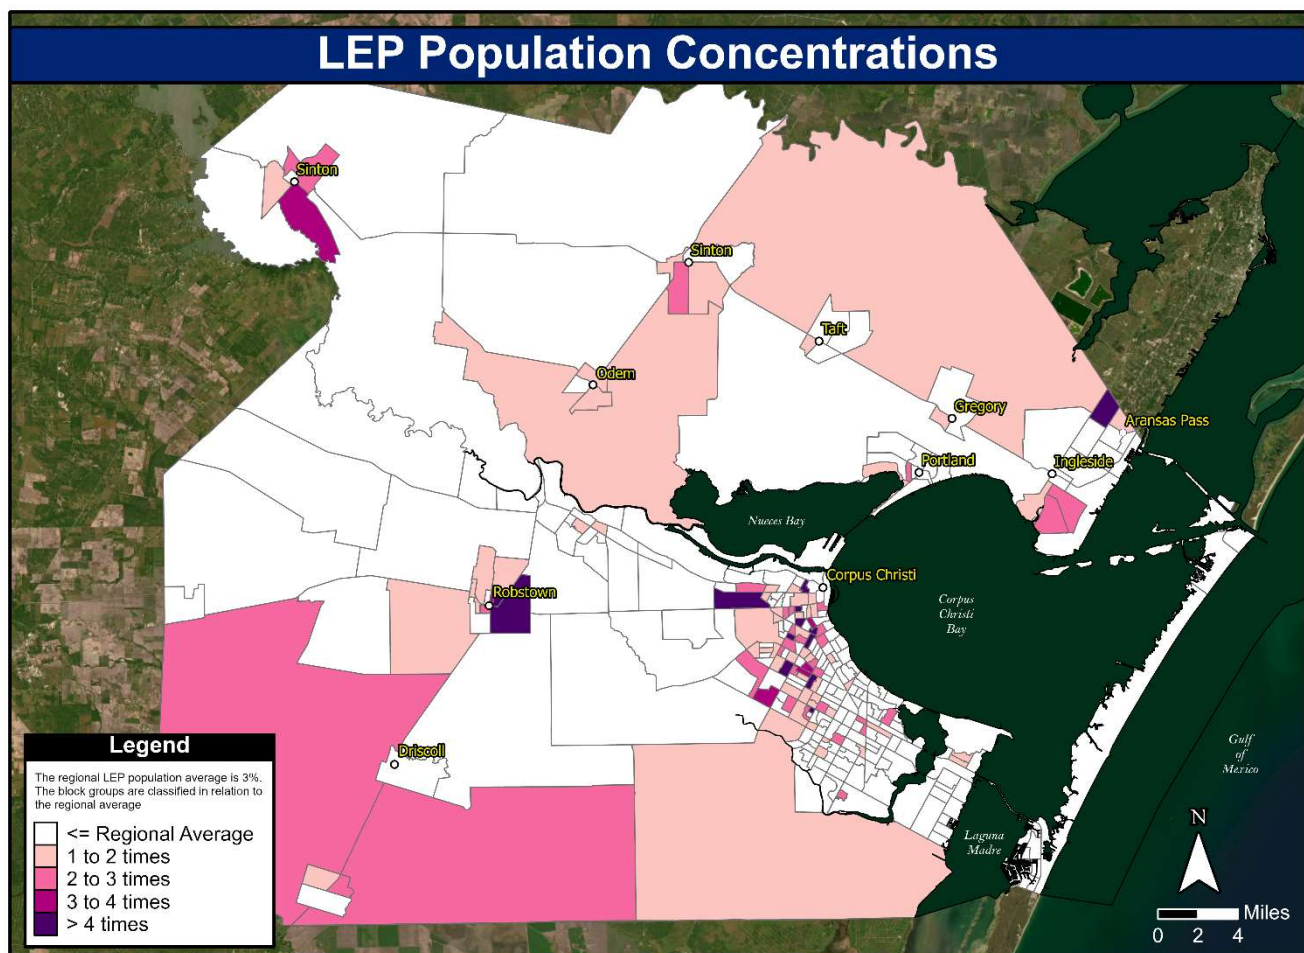 LEP Population Concentrations
Sinton
Sinton
Taft
Odem
Gregory
Aransas Pass
Portland
Ingleside
Nueces Bay
Corpus Christi
Robstown
Corpus
Christi
Bay
Driscoll
Gulf
of
Mexico
Laguna
Madre
Legend
The regional LEP population average is 3%.
The block groups are classified in relation to
the regional average
<= Regional Average
1 to 2 times
2 to 3 times
3 to 4 times
> 4 times
N
Miles
0 2 4